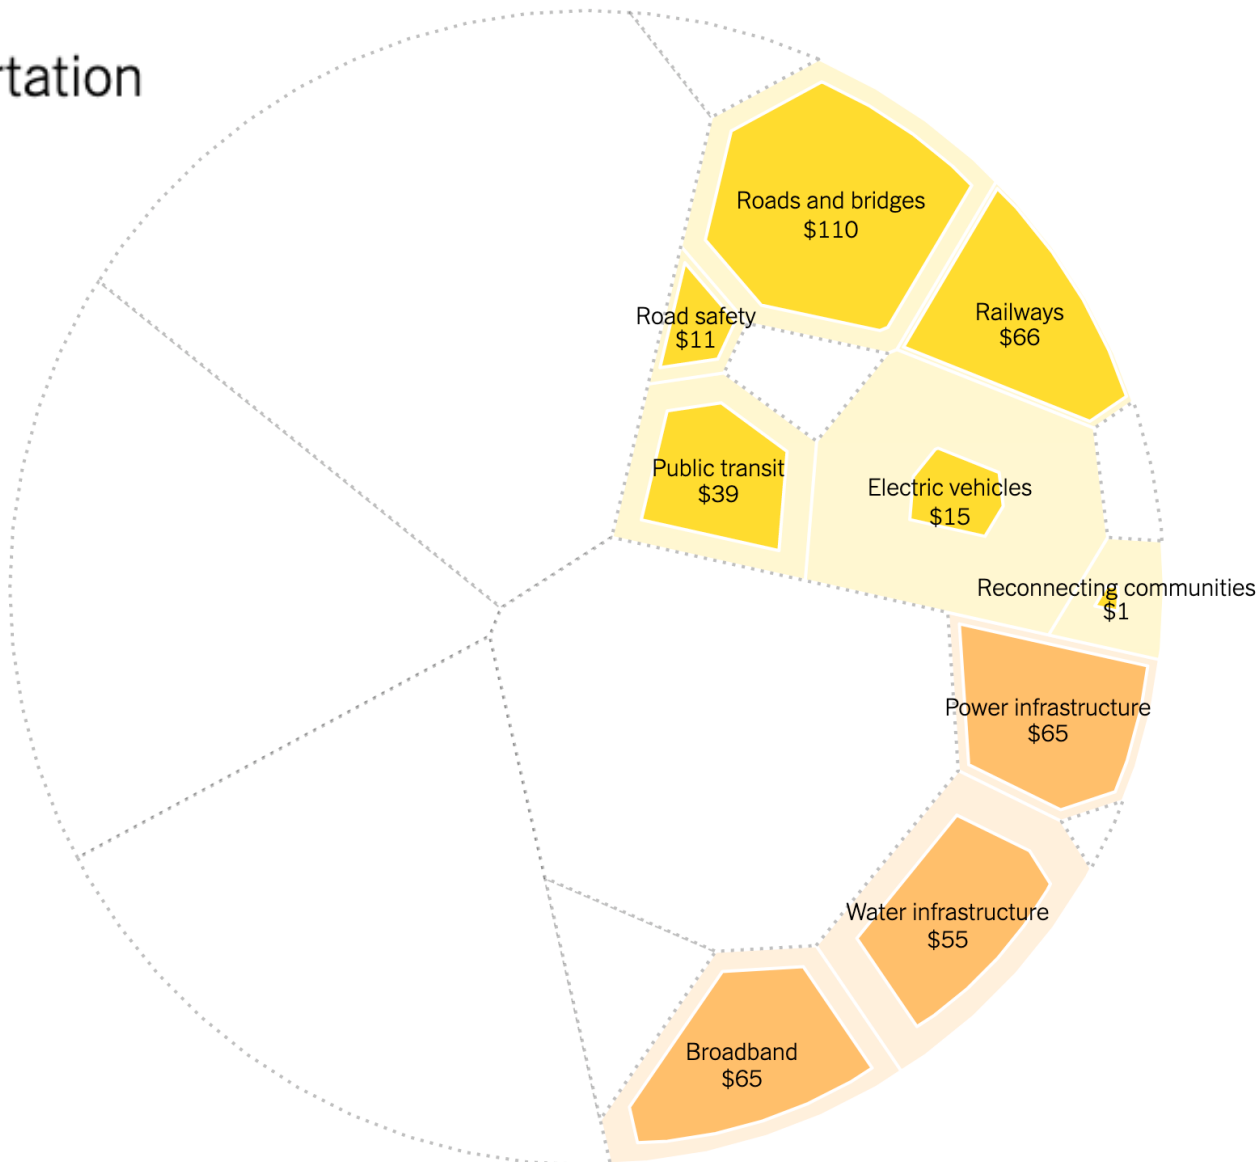 rtation
Roads and bridges
$110
Railways
$66
Road safety
$11
Public transit
$39
Electric vehicles
$15
Reconnecting communities
$1
Power infrastructure
$65
Water infrastructure
$55
Broadband
$65